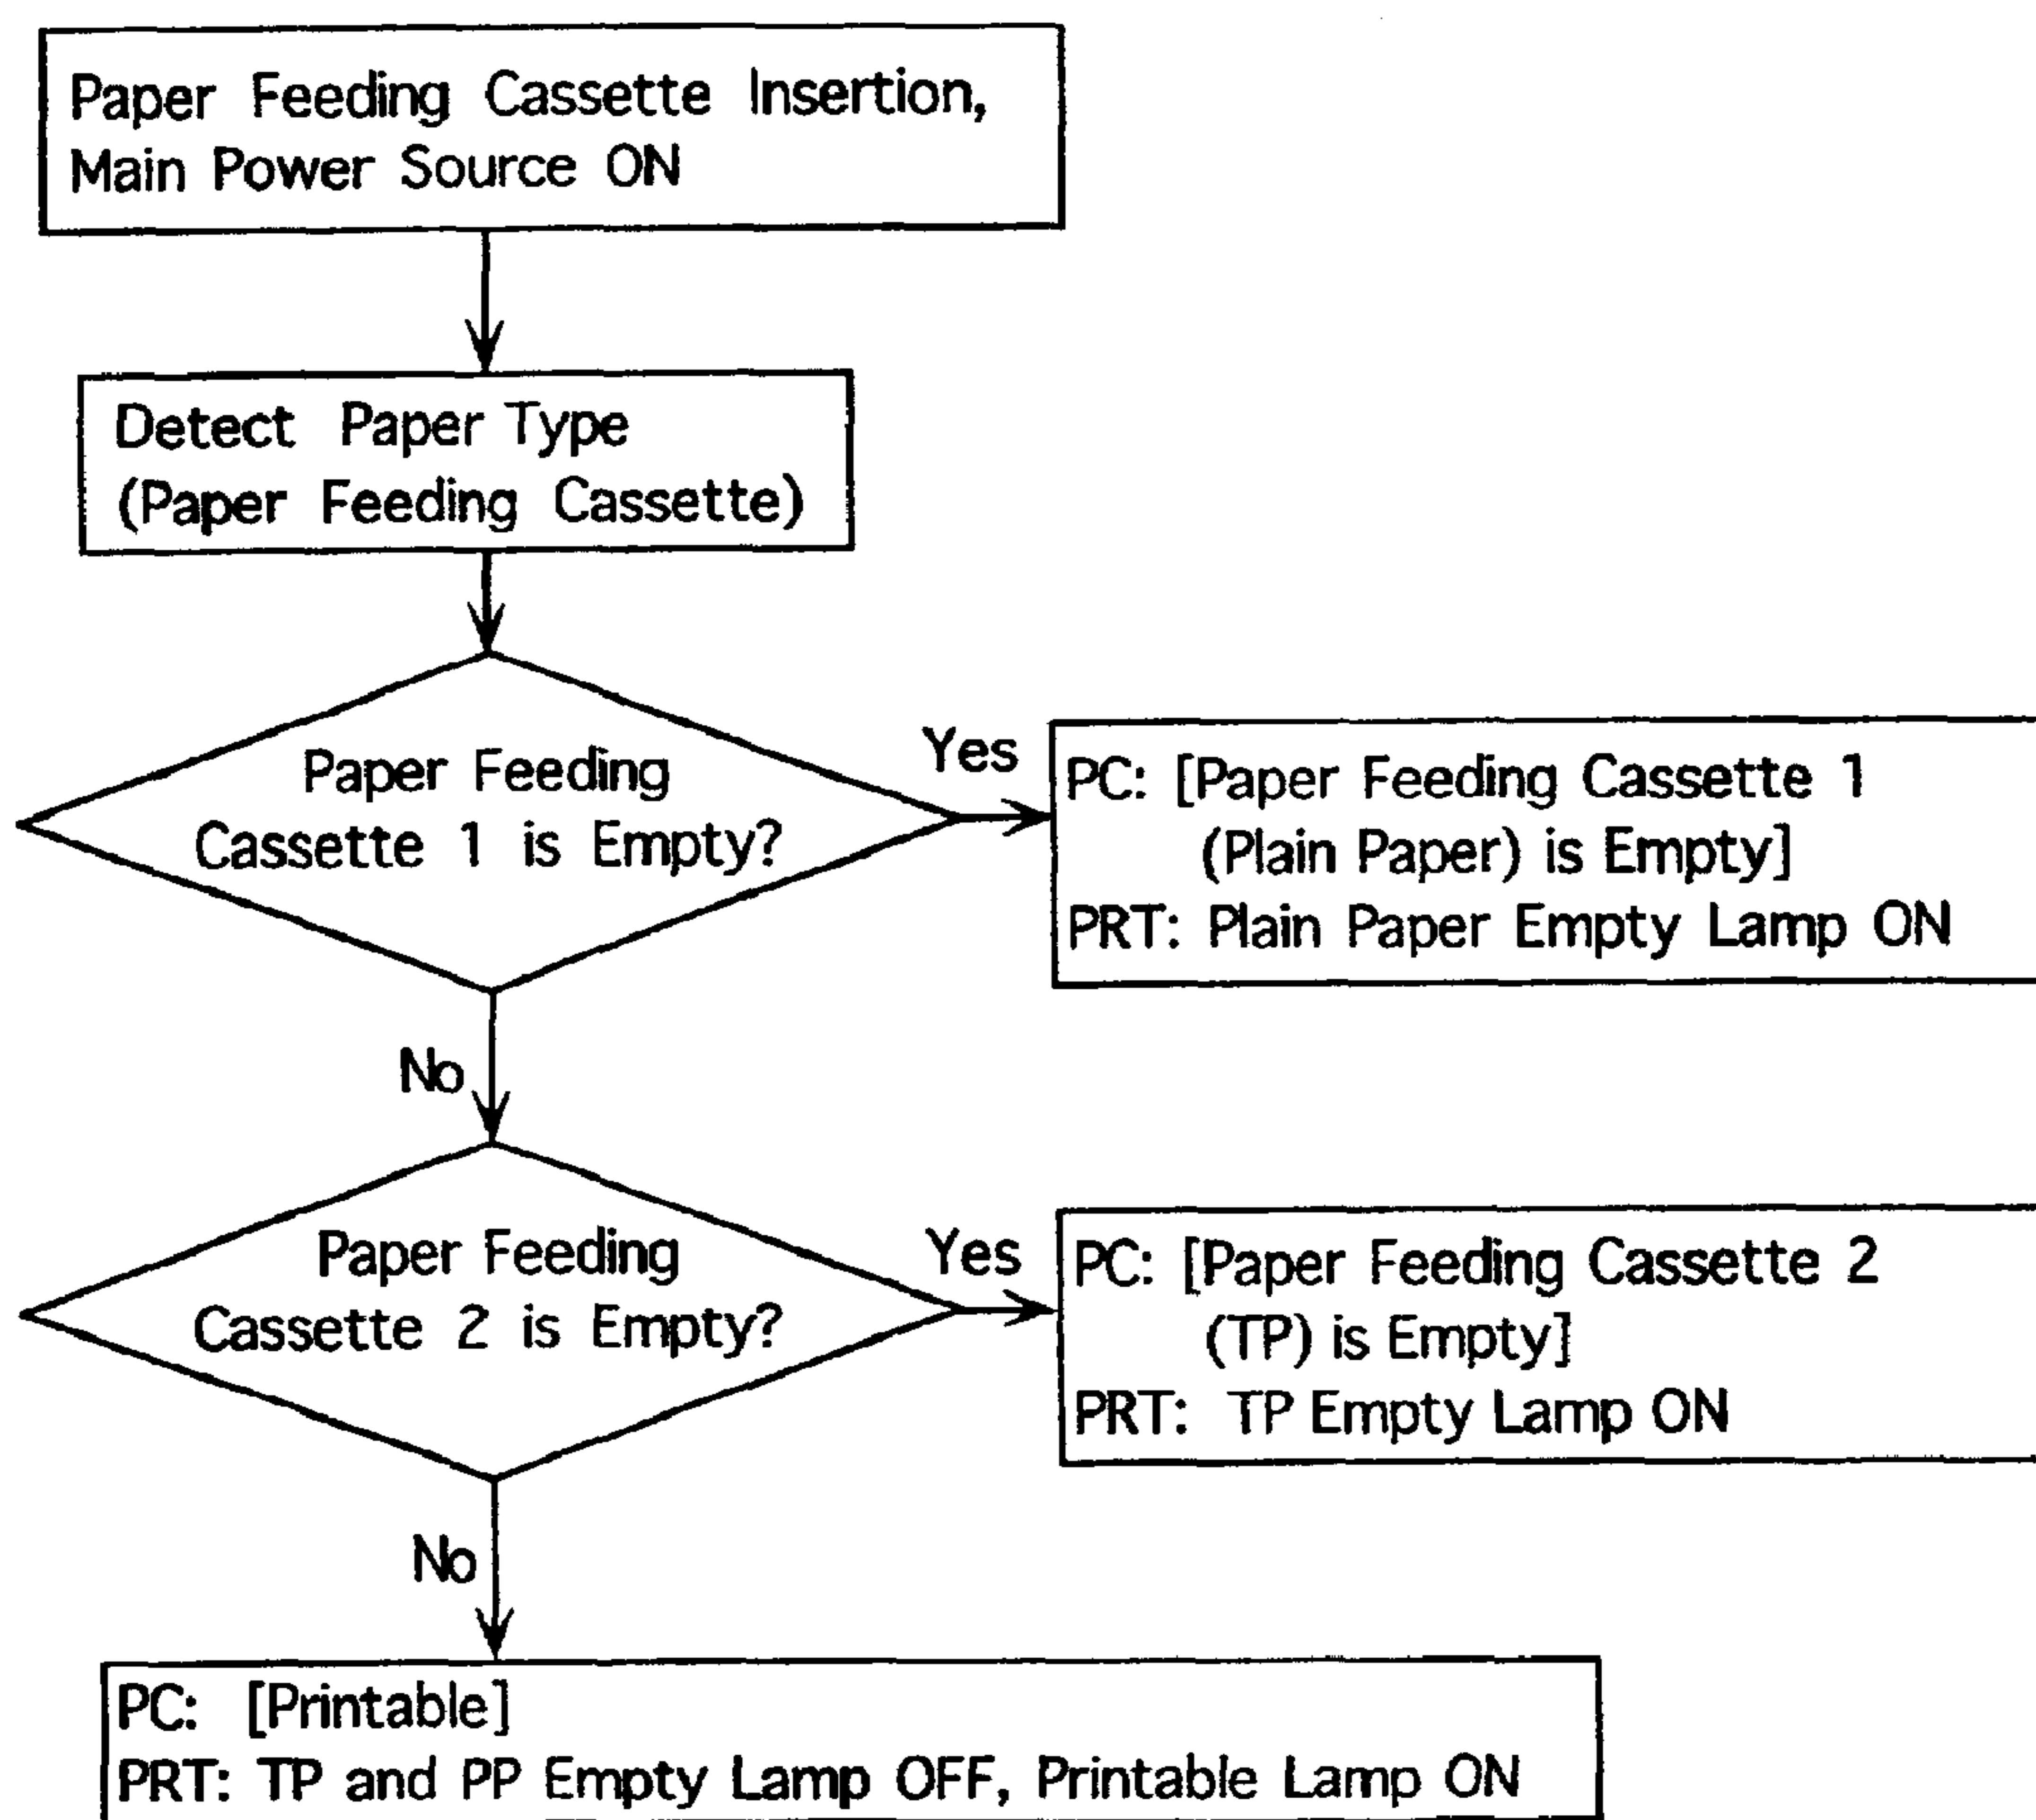 Paper Feeding Cassette Insertion,
Main Power Source ON
Detect Paper Type
(Paper Feeding Cassette)
Paper Feeding
Cassette 1 is Empty?
Yes
PC: [Paper Feeding Cassette 1
(Plain Paper) is Empty]
PRT: Plain Paper Empty Lamp ON
No
Paper Feeding
Cassette 2 is Empty?
Yes
PC: [Paper Feeding Cassette 2
(TP) is Empty]
PRT: TP Empty Lamp ON
No
PC: [Printable]
PRT: TP and PP Empty Lamp OFF, Printable Lamp ON